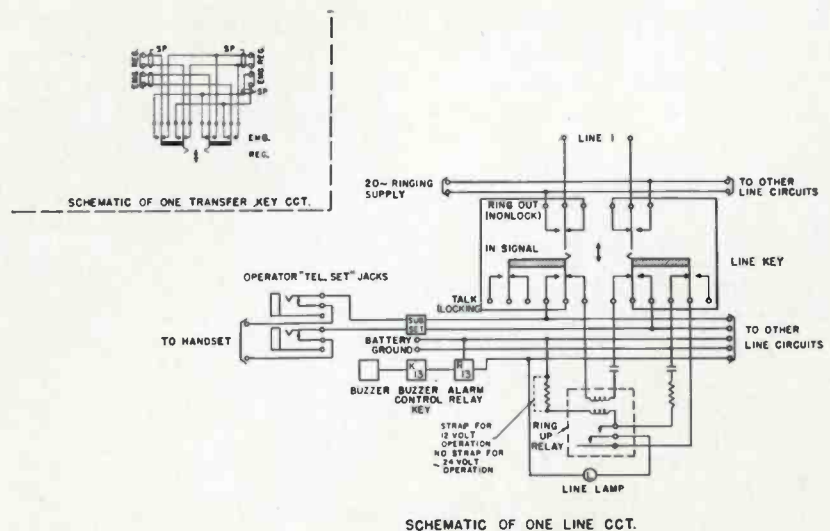 SP
SP
EMG. REG.
EMG. REG.
SP
EMG.
REG.
SCHEMATIC OF ONE TRANSFER KEY CCT.
LINE 1
20~ RINGING
SUPPLY
TO OTHER
LINE CIRCUITS
RING OUT
(NONLOCK)
IN SIGNAL
LINE KEY
OPERATOR "TEL. SET" JACKS
TALK
(LOCKING)
SUB
SET
TO HANDSET
BATTERY
GROUND
TO OTHER
LINE CIRCUITS
K
13
R
13
BUZZER
BUZZER
CONTROL
KEY
ALARM
RELAY
STRAP FOR
12 VOLT
OPERATION
NO STRAP FOR
24 VOLT
OPERATION
RING
UP
RELAY
L
LINE LAMP
SCHEMATIC OF ONE LINE CCT.